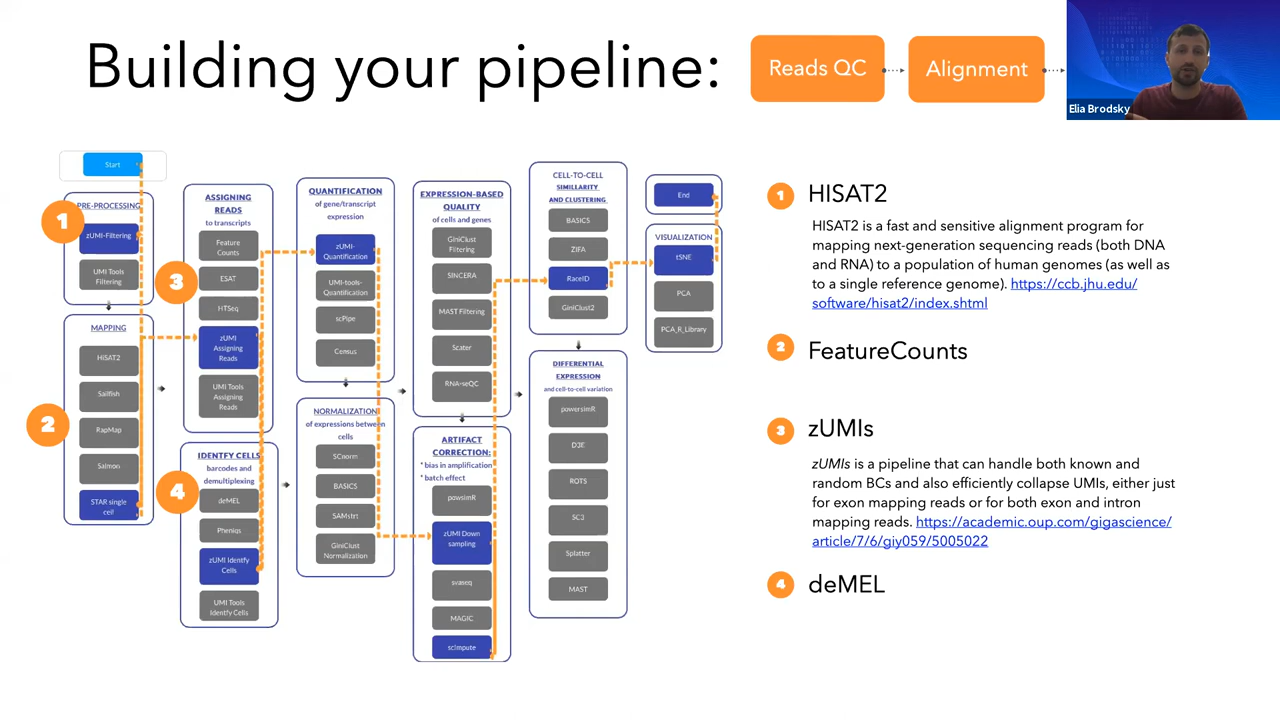 Building your pipeline:
Reads QC
Alignment
Elia Brodsky
Start
1
PRE-PROCESSING
zUMI-Filtering
UMI Tools
Filtering
2
MAPPING
HiSAT2
Sailfish
RapMap
Salmon
STAR single
cell
3
ASSIGNING
READS
to transcripts
Feature
Counts
ESAT
HTSeq
zUMI
Assigning
Reads
UMI Tools
Assigning
Reads
4
IDENTFY CELLS
barcodes and
demultiplexing
deMEL
Pheniqs
zUMI Identify
Cells
UMI Tools
Identify Cells
QUANTIFICATION
of gene/transcript
expression
zUMI-
Quantification
UMI-tools-
Quantification
scPipe
Census
NORMALIZATION
of expressions between
cells
SCnorm
BASICS
SAMstrt
GiniClust
Normalization
EXPRESSION-BASED
QUALITY
of cells and genes
GiniClust
Filtering
SINCERA
MAST Filtering
Scater
RNA-seQC
ARTIFACT
CORRECTION:
* bias in amplification
* batch effect
powsimR
zUMI Down
sampling
svaseq
MAGIC
scImpute
CELL-TO-CELL
SIMILLARITY
AND CLUSTERING
BASICS
ZIFA
RaceID
GiniClust2
DIFFERENTIAL
EXPRESSION
and cell-to-cell variation
powersimR
D3E
ROTS
SC3
Splatter
MAST
End
VISUALIZATION
tSNE
PCA
PCA_R_Library
1 HISAT2
HISAT2 is a fast and sensitive alignment program for
mapping next-generation sequencing reads (both DNA
and RNA) to a population of human genomes (as well as
to a single reference genome). https://ccb.jhu.edu/
software/hisat2/index.shtml
2 FeatureCounts
3 zUMIs
zUMIs is a pipeline that can handle both known and
random BCs and also efficiently collapse UMIs, either just
for exon mapping reads or for both exon and intron
mapping reads. https://academic.oup.com/gigascience/
article/7/6/giy059/5005022
4 deMEL